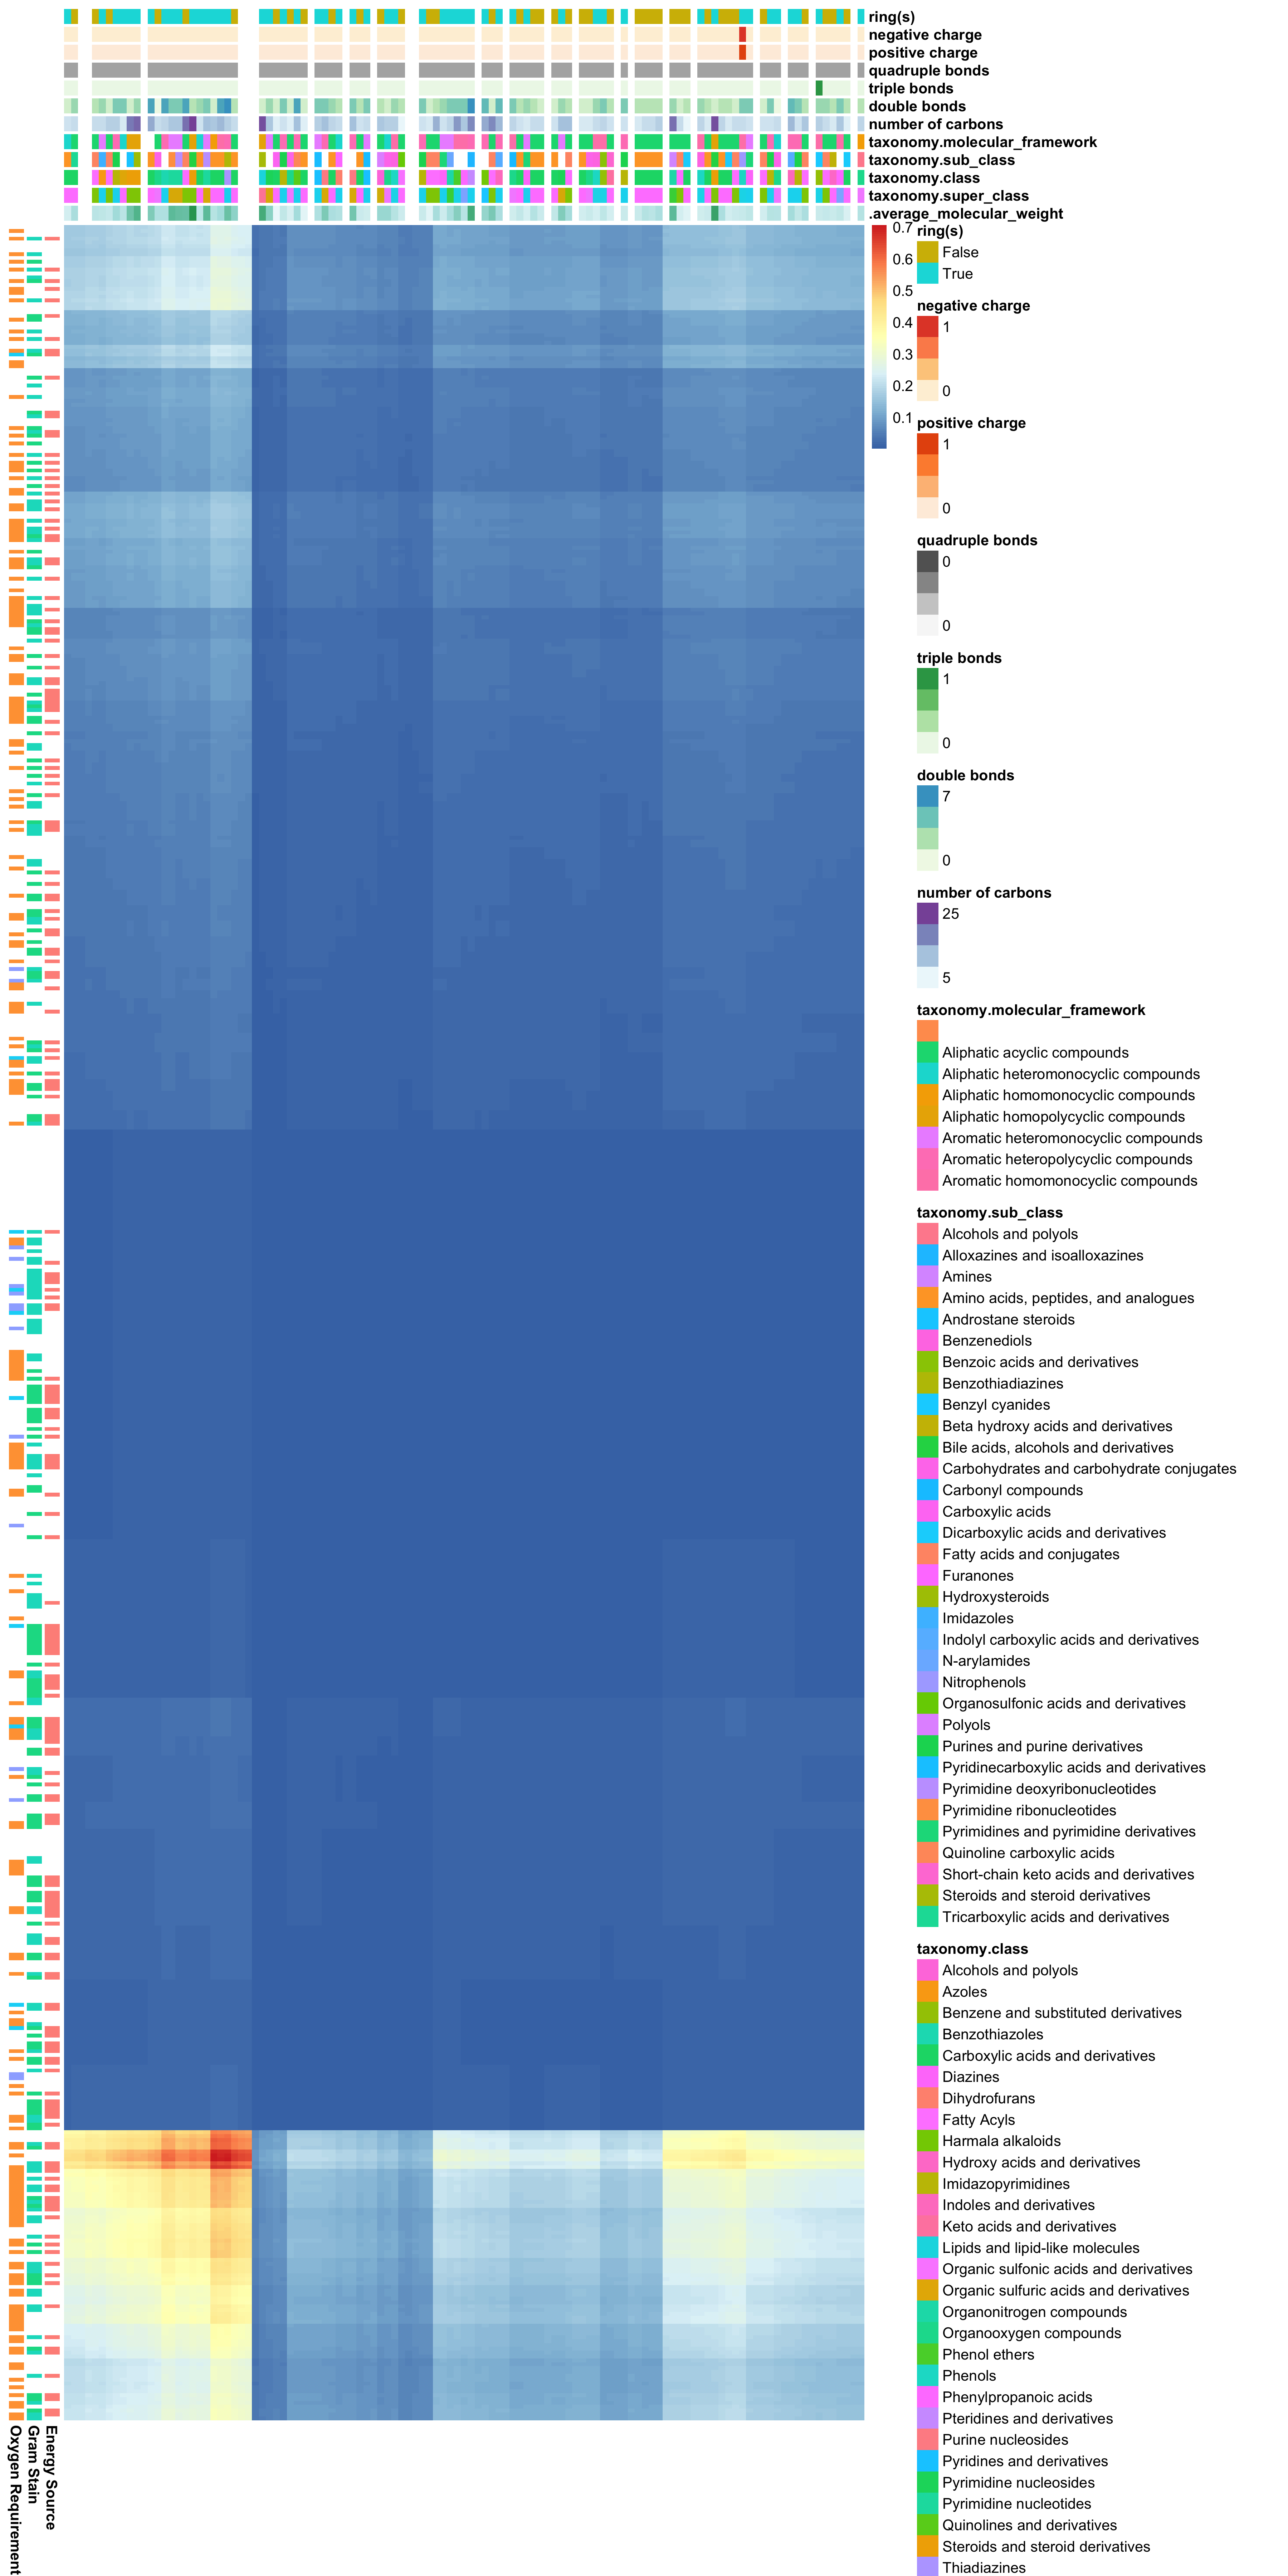 ring(s)
negative charge
positive charge
quadruple bonds
triple bonds
double bonds
number of carbons
taxonomy.molecular_framework
taxonomy.sub_class
taxonomy.class
taxonomy.super_class
.average_molecular_weight
0.7
0.6
0.5
0.4
0.3
0.2
0.1
ring(s)
False
True
negative charge
1
0
positive charge
1
0
quadruple bonds
0
0
triple bonds
1
0
double bonds
7
0
number of carbons
25
5
taxonomy.molecular_framework
Aliphatic acyclic compounds
Aliphatic heteromonocyclic compounds
Aliphatic homomonocyclic compounds
Aliphatic homopolycyclic compounds
Aromatic heteromonocyclic compounds
Aromatic heteropolycyclic compounds
Aromatic homomonocyclic compounds
taxonomy.sub_class
Alcohols and polyols
Alloxazines and isoalloxazines
Amines
Amino acids, peptides, and analogues
Androstane steroids
Benzenediols
Benzoic acids and derivatives
Benzothiadiazines
Benzyl cyanides
Beta hydroxy acids and derivatives
Bile acids, alcohols and derivatives
Carbohydrates and carbohydrate conjugates
Carbonyl compounds
Carboxylic acids
Dicarboxylic acids and derivatives
Fatty acids and conjugates
Furanones
Hydroxysteroids
Imidazoles
Indolyl carboxylic acids and derivatives
N-arylamides
Nitrophenols
Organosulfonic acids and derivatives
Polyols
Purines and purine derivatives
Pyridinecarboxylic acids and derivatives
Pyrimidine deoxyribonucleotides
Pyrimidine ribonucleotides
Pyrimidines and pyrimidine derivatives
Quinoline carboxylic acids
Short-chain keto acids and derivatives
Steroids and steroid derivatives
Tricarboxylic acids and derivatives
taxonomy.class
Alcohols and polyols
Azoles
Benzene and substituted derivatives
Benzothiazoles
Carboxylic acids and derivatives
Diazines
Dihydrofurans
Fatty Acyls
Harmala alkaloids
Hydroxy acids and derivatives
Imidazopyrimidines
Indoles and derivatives
Keto acids and derivatives
Lipids and lipid-like molecules
Organic sulfonic acids and derivatives
Organic sulfuric acids and derivatives
Organonitrogen compounds
Organooxygen compounds
Phenol ethers
Phenols
Phenylpropanoic acids
Pteridines and derivatives
Purine nucleosides
Pyridines and derivatives
Pyrimidine nucleosides
Pyrimidine nucleotides
Quinolines and derivatives
Steroids and steroid derivatives
Thiadiazines
Energy Source
Gram Stain
Oxygen Requirement